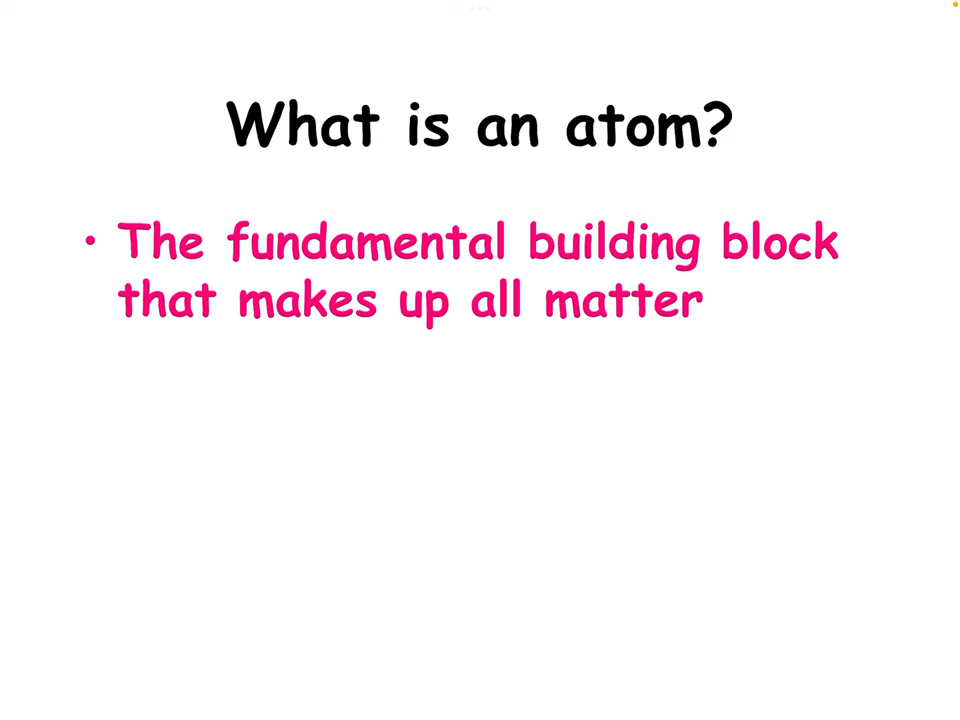 What is an atom?
• The fundamental building block
that makes up all matter